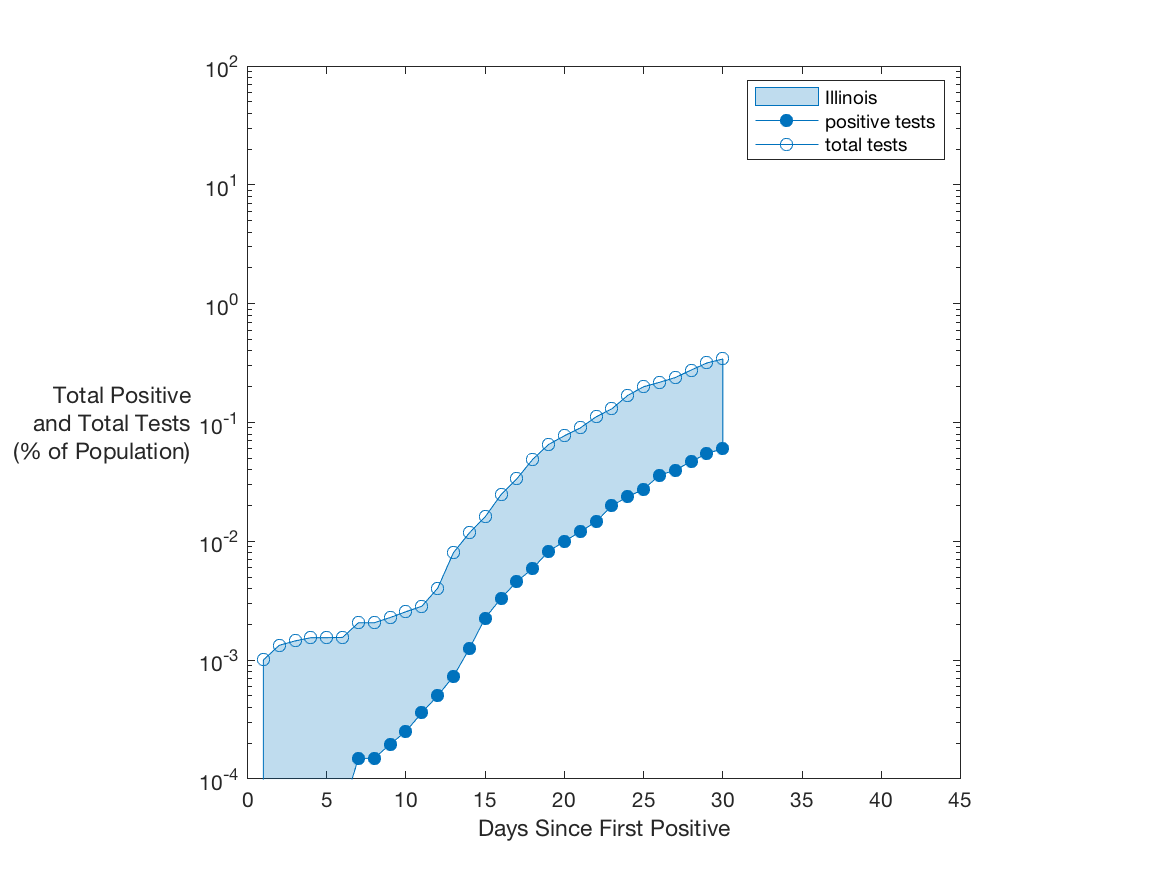 10^2
10^1
10^0
10^-1
10^-2
10^-3
10^-4
Total Positive
and Total Tests
(% of Population)
Illinois
positive tests
total tests
0 5 10 15 20 25 30 35 40 45
Days Since First Positive